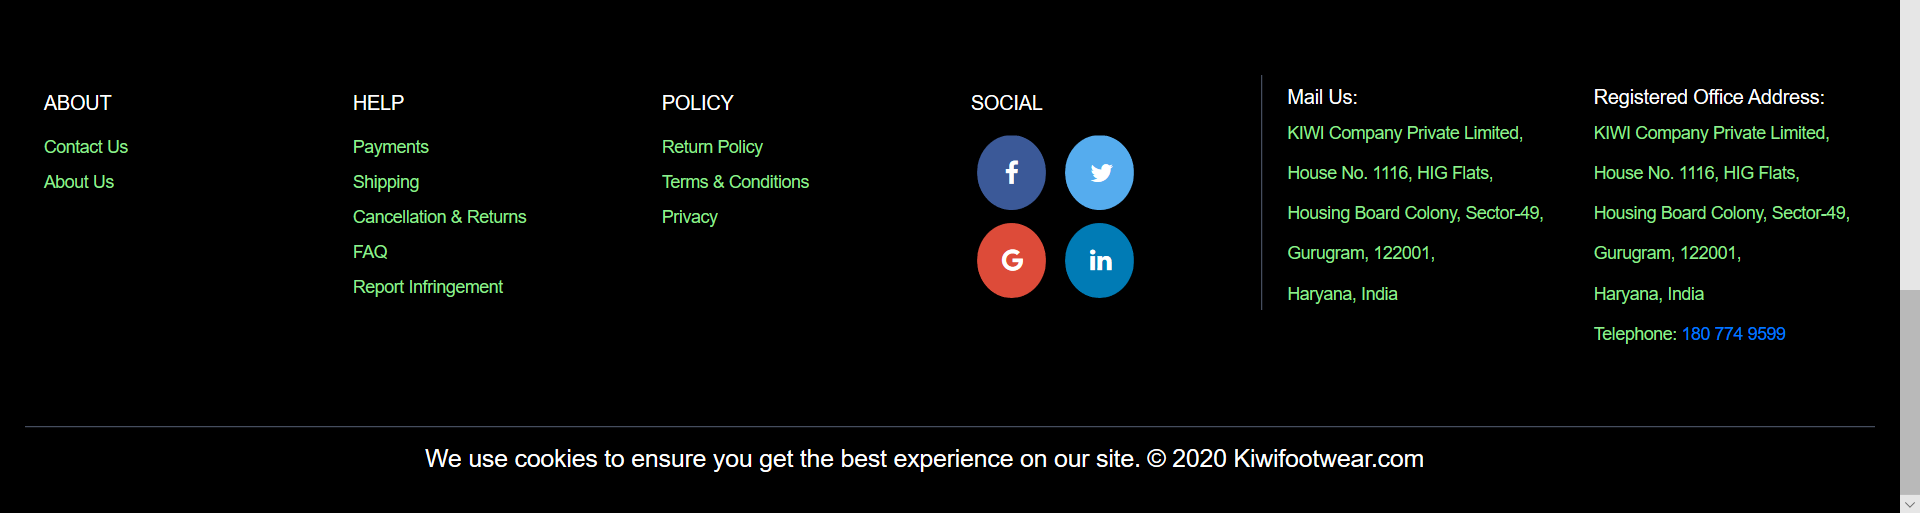 ABOUT
Contact Us
About Us
HELP
Payments
Shipping
Cancellation & Returns
FAQ
Report Infringement
POLICY
Return Policy
Terms & Conditions
Privacy
SOCIAL
f
G
in
Mail Us:
KIWI Company Private Limited,
House No. 1116, HIG Flats,
Housing Board Colony, Sector-49,
Gurugram, 122001,
Haryana, India
Registered Office Address:
KIWI Company Private Limited,
House No. 1116, HIG Flats,
Housing Board Colony, Sector-49,
Gurugram, 122001,
Haryana, India
Telephone: 180 774 9599
We use cookies to ensure you get the best experience on our site. © 2020 Kiwifootwear.com